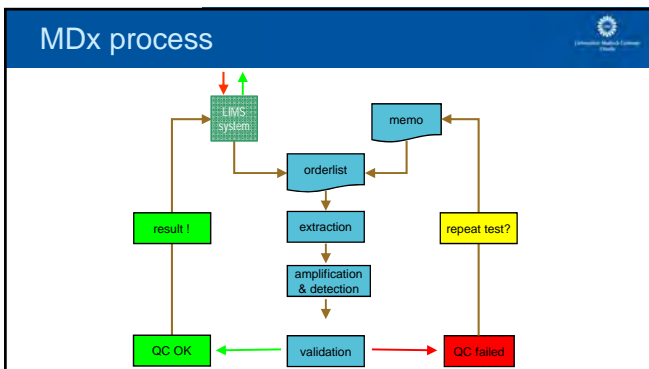 MDx process
LIMS
system
memo
orderlist
result !
extraction
repeat test?
amplification
& detection
QC OK
validation
QC failed